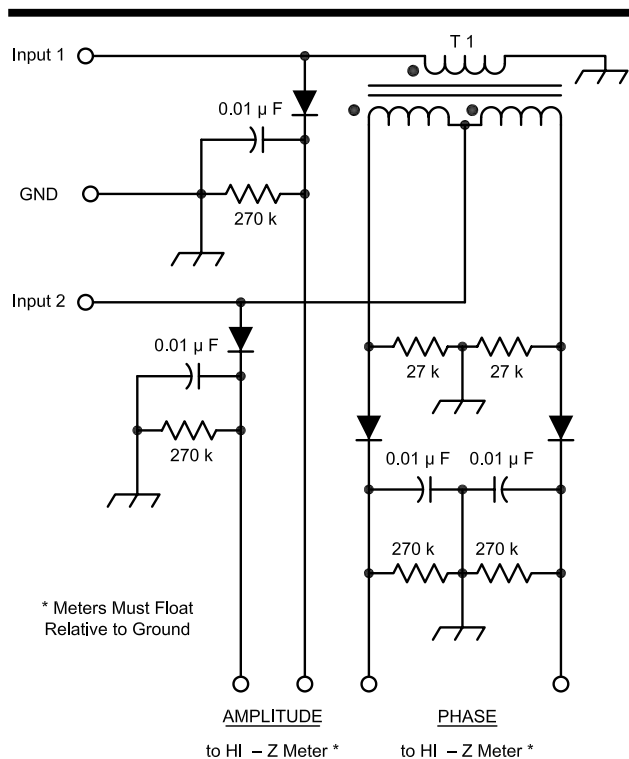 T 1
Input 1
0.01 µ F
GND
270 k
Input 2
0.01 µ F
27 k 27 k
270 k
0.01 µ F 0.01 µ F
270 k 270 k
* Meters Must Float
Relative to Ground
AMPLITUDE PHASE
to HI – Z Meter * to HI – Z Meter *